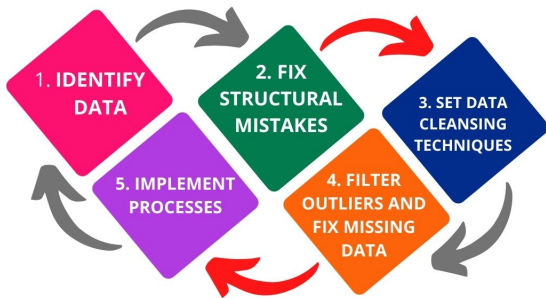 1. IDENTIFY
DATA
2. FIX
STRUCTURAL
MISTAKES
3. SET DATA
CLEANSING
TECHNIQUES
4. FILTER
OUTLIERS AND
FIX MISSING
DATA
5. IMPLEMENT
PROCESSES